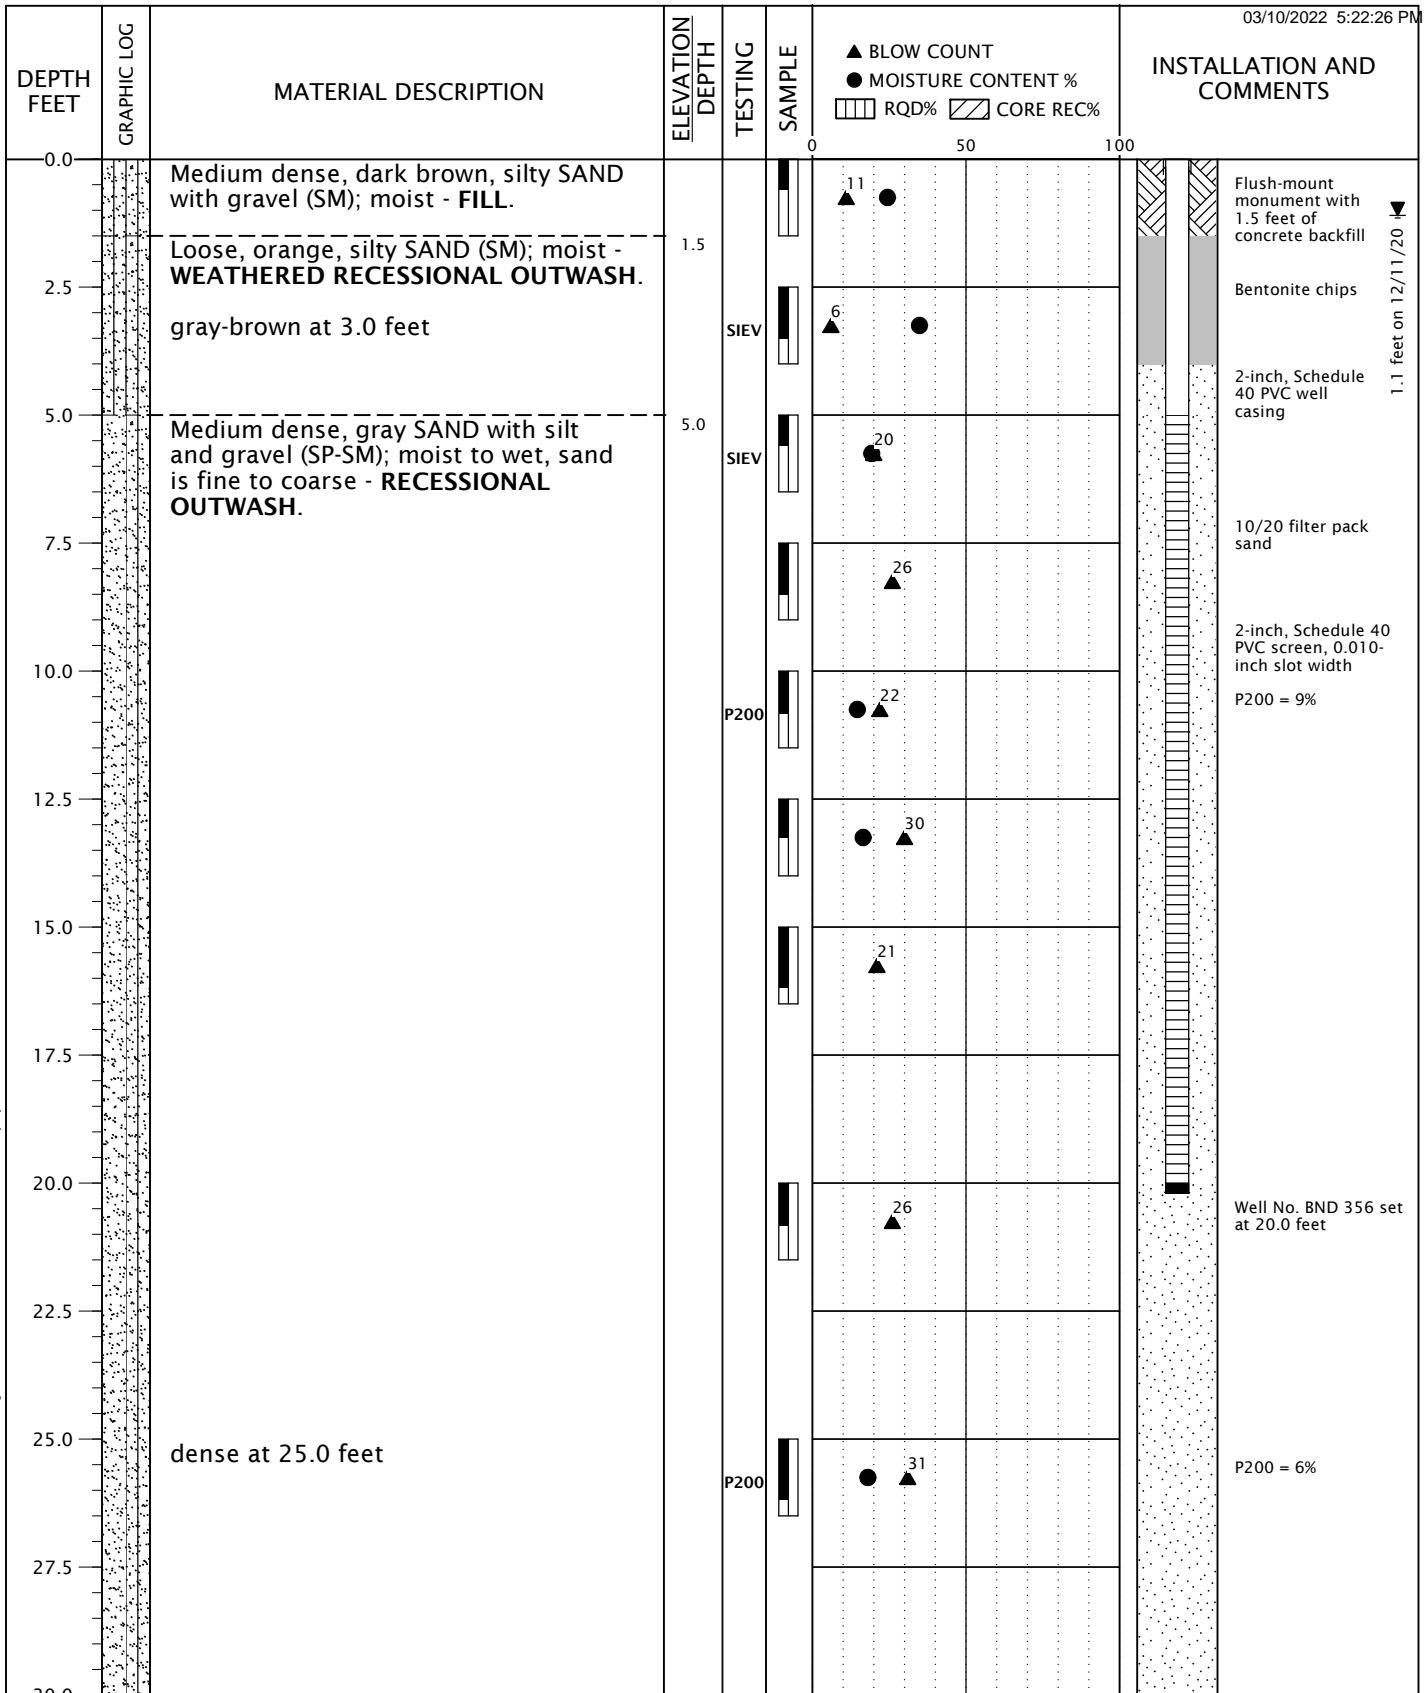 03/10/2022 5:22:26 PM
DEPTH
FEET
GRAPHIC LOG
MATERIAL DESCRIPTION
ELEVATION
DEPTH
TESTING
SAMPLE
▲ BLOW COUNT
● MOISTURE CONTENT %
RQD% CORE REC%
0 50 100
INSTALLATION AND
COMMENTS
0.0
Medium dense, dark brown, silty SAND
with gravel (SM); moist - FILL.
11
Flush-mount
monument with
1.5 feet of
concrete backfill
1.1 feet on 12/11/20
1.5
Loose, orange, silty SAND (SM); moist -
WEATHERED RECESSIONAL OUTWASH.
2.5
Bentonite chips
gray-brown at 3.0 feet
SIEV
6
2-inch, Schedule
40 PVC well
casing
5.0
5.0
Medium dense, gray SAND with silt
and gravel (SP-SM); moist to wet, sand
is fine to coarse - RECESSIONAL
OUTWASH.
SIEV
20
7.5
10/20 filter pack
sand
26
2-inch, Schedule 40
PVC screen, 0.010-
inch slot width
10.0
P200
22
P200 = 9%
12.5
30
15.0
21
17.5
20.0
26
Well No. BND 356 set
at 20.0 feet
22.5
25.0
dense at 25.0 feet
P200
31
P200 = 6%
27.5